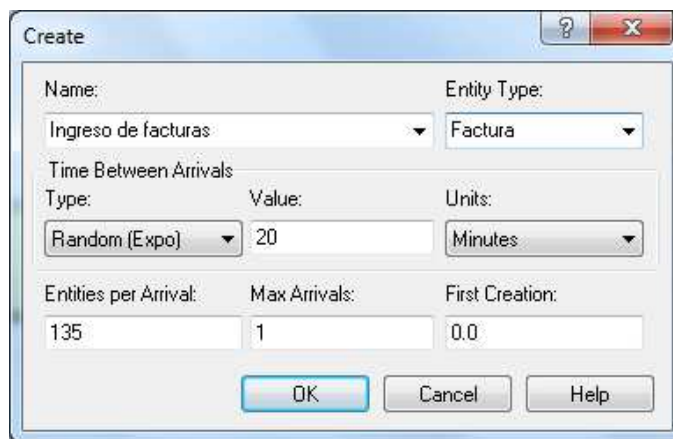 Create
Name: Entity Type:
Ingreso de facturas Factura
Time Between Arrivals
Type: Value: Units:
Random (Expo) 20 Minutes
Entities per Arrival: Max Arrivals: First Creation:
135 1 0.0
OK Cancel Help